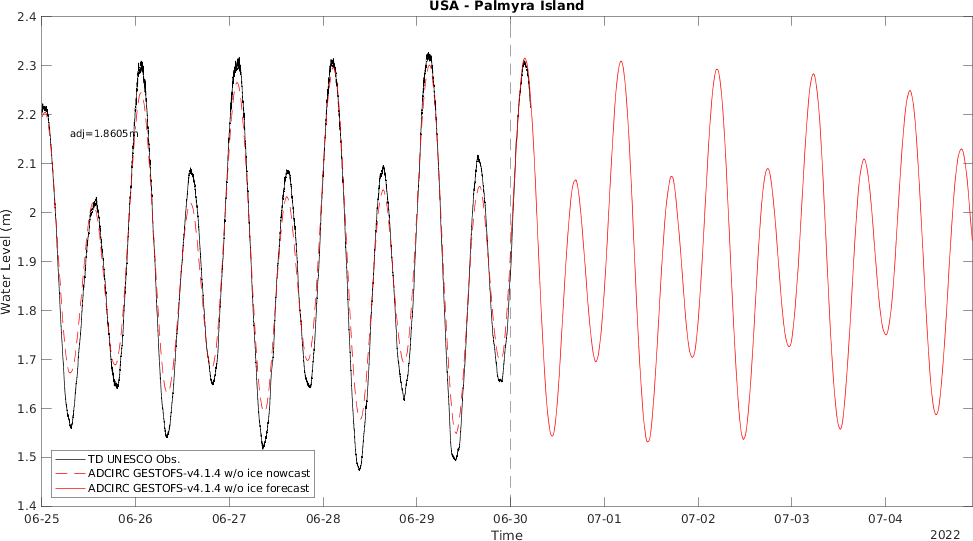 USA - Palmyra Island
2.4
2.3
2.2
2.1
2
1.9
1.8
1.7
1.6
1.5
1.4
Water Level (m)
adj=1.8605m
TD UNESCO Obs.
ADCIRC GESTOFS-v4.1.4 w/o ice nowcast
ADCIRC GESTOFS-v4.1.4 w/o ice forecast
06-25 06-26 06-27 06-28 06-29 06-30 07-01 07-02 07-03 07-04
Time
2022